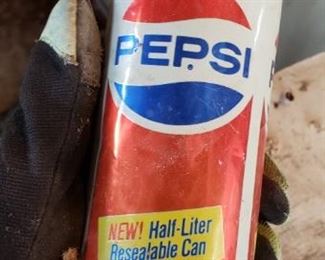 PEPSI
NEW! Half-Liter
Resealable Can